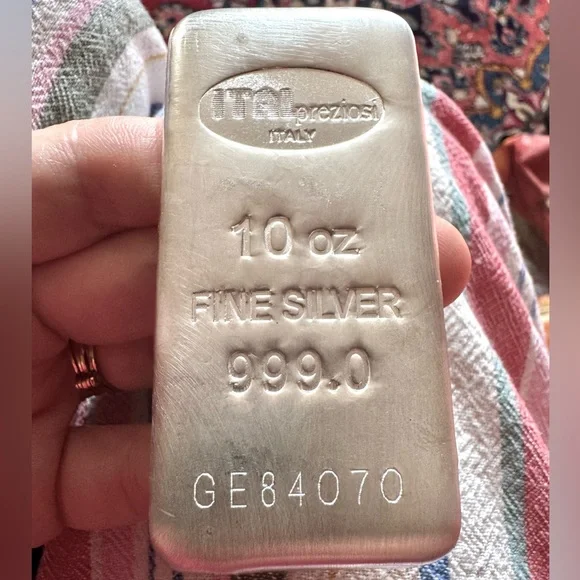 ITALpreziosi
ITALY
10 oz
FINE SILVER
999.0
GE84070